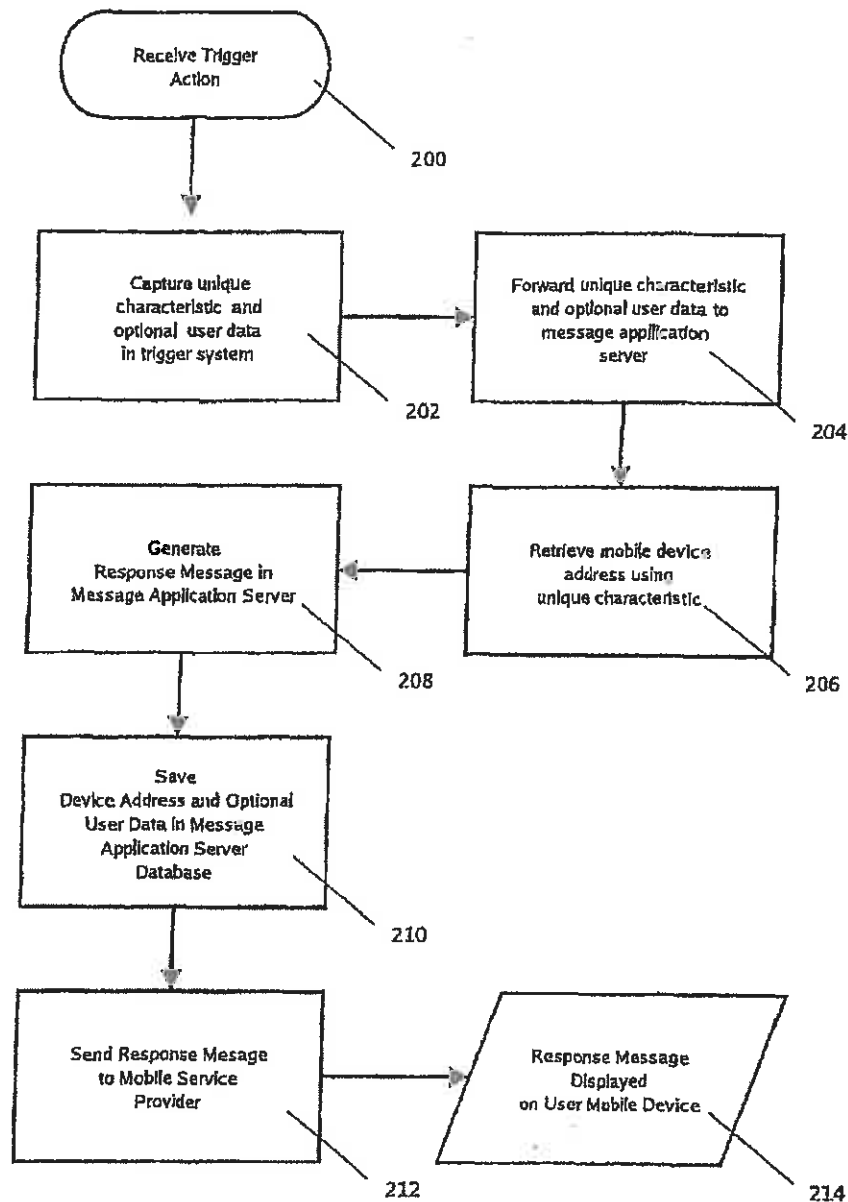 Receive Trigger
Action
200
Capture unique
characteristic and
optional user data
in trigger system
202
Forward unique characteristic
and optional user data to
message application
server
204
Retrieve mobile device
address using
unique characteristic
206
Generate
Response Message in
Message Application Server
208
Save
Device Address and Optional
User Data in Message
Application Server
Database
210
Send Response Mesage
to Mobile Service
Provider
212
Response Message
Displayed
on User Mobile Device
214